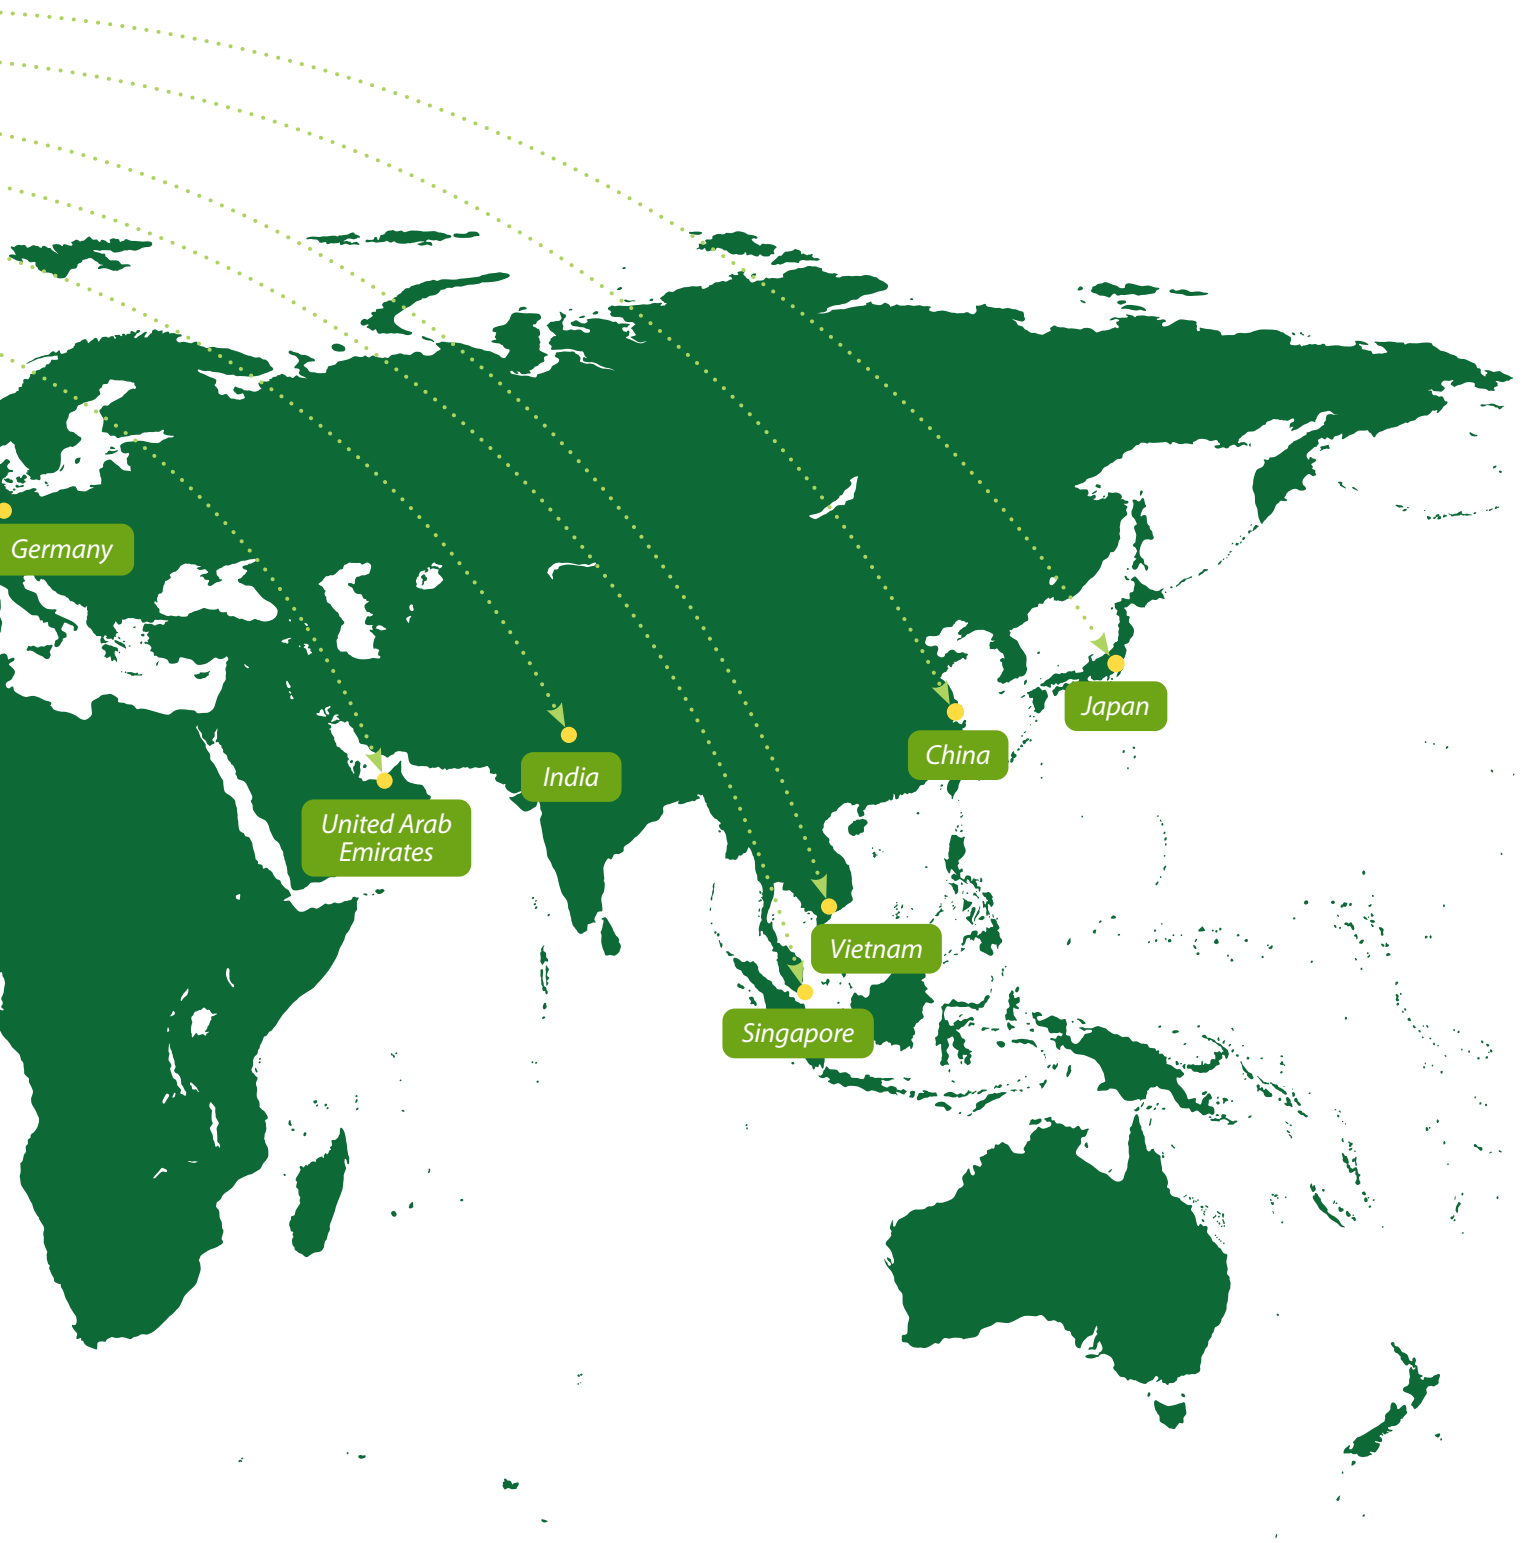 Germany
Japan
China
India
United Arab
Emirates
Vietnam
Singapore